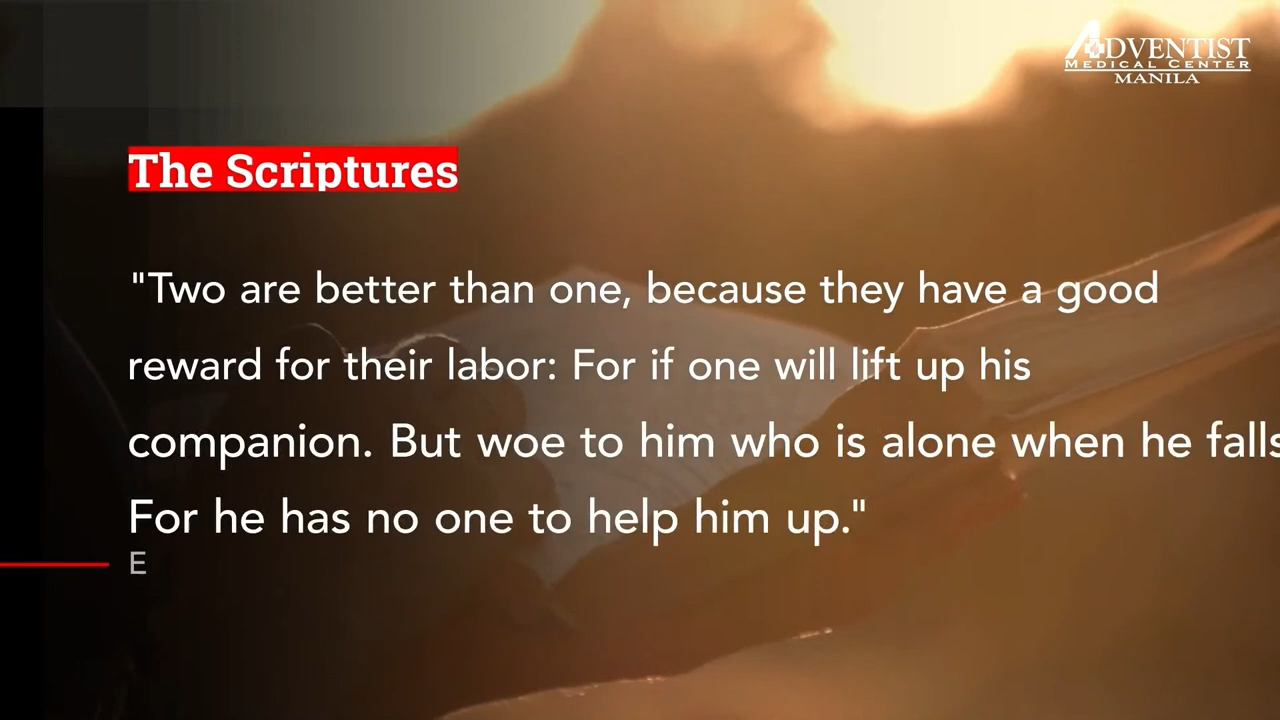 ADVENTIST
MEDICAL CENTER
MANILA
The Scriptures
"Two are better than one, because they have a good
reward for their labor: For if one will lift up his
companion. But woe to him who is alone when he falls
For he has no one to help him up."
E